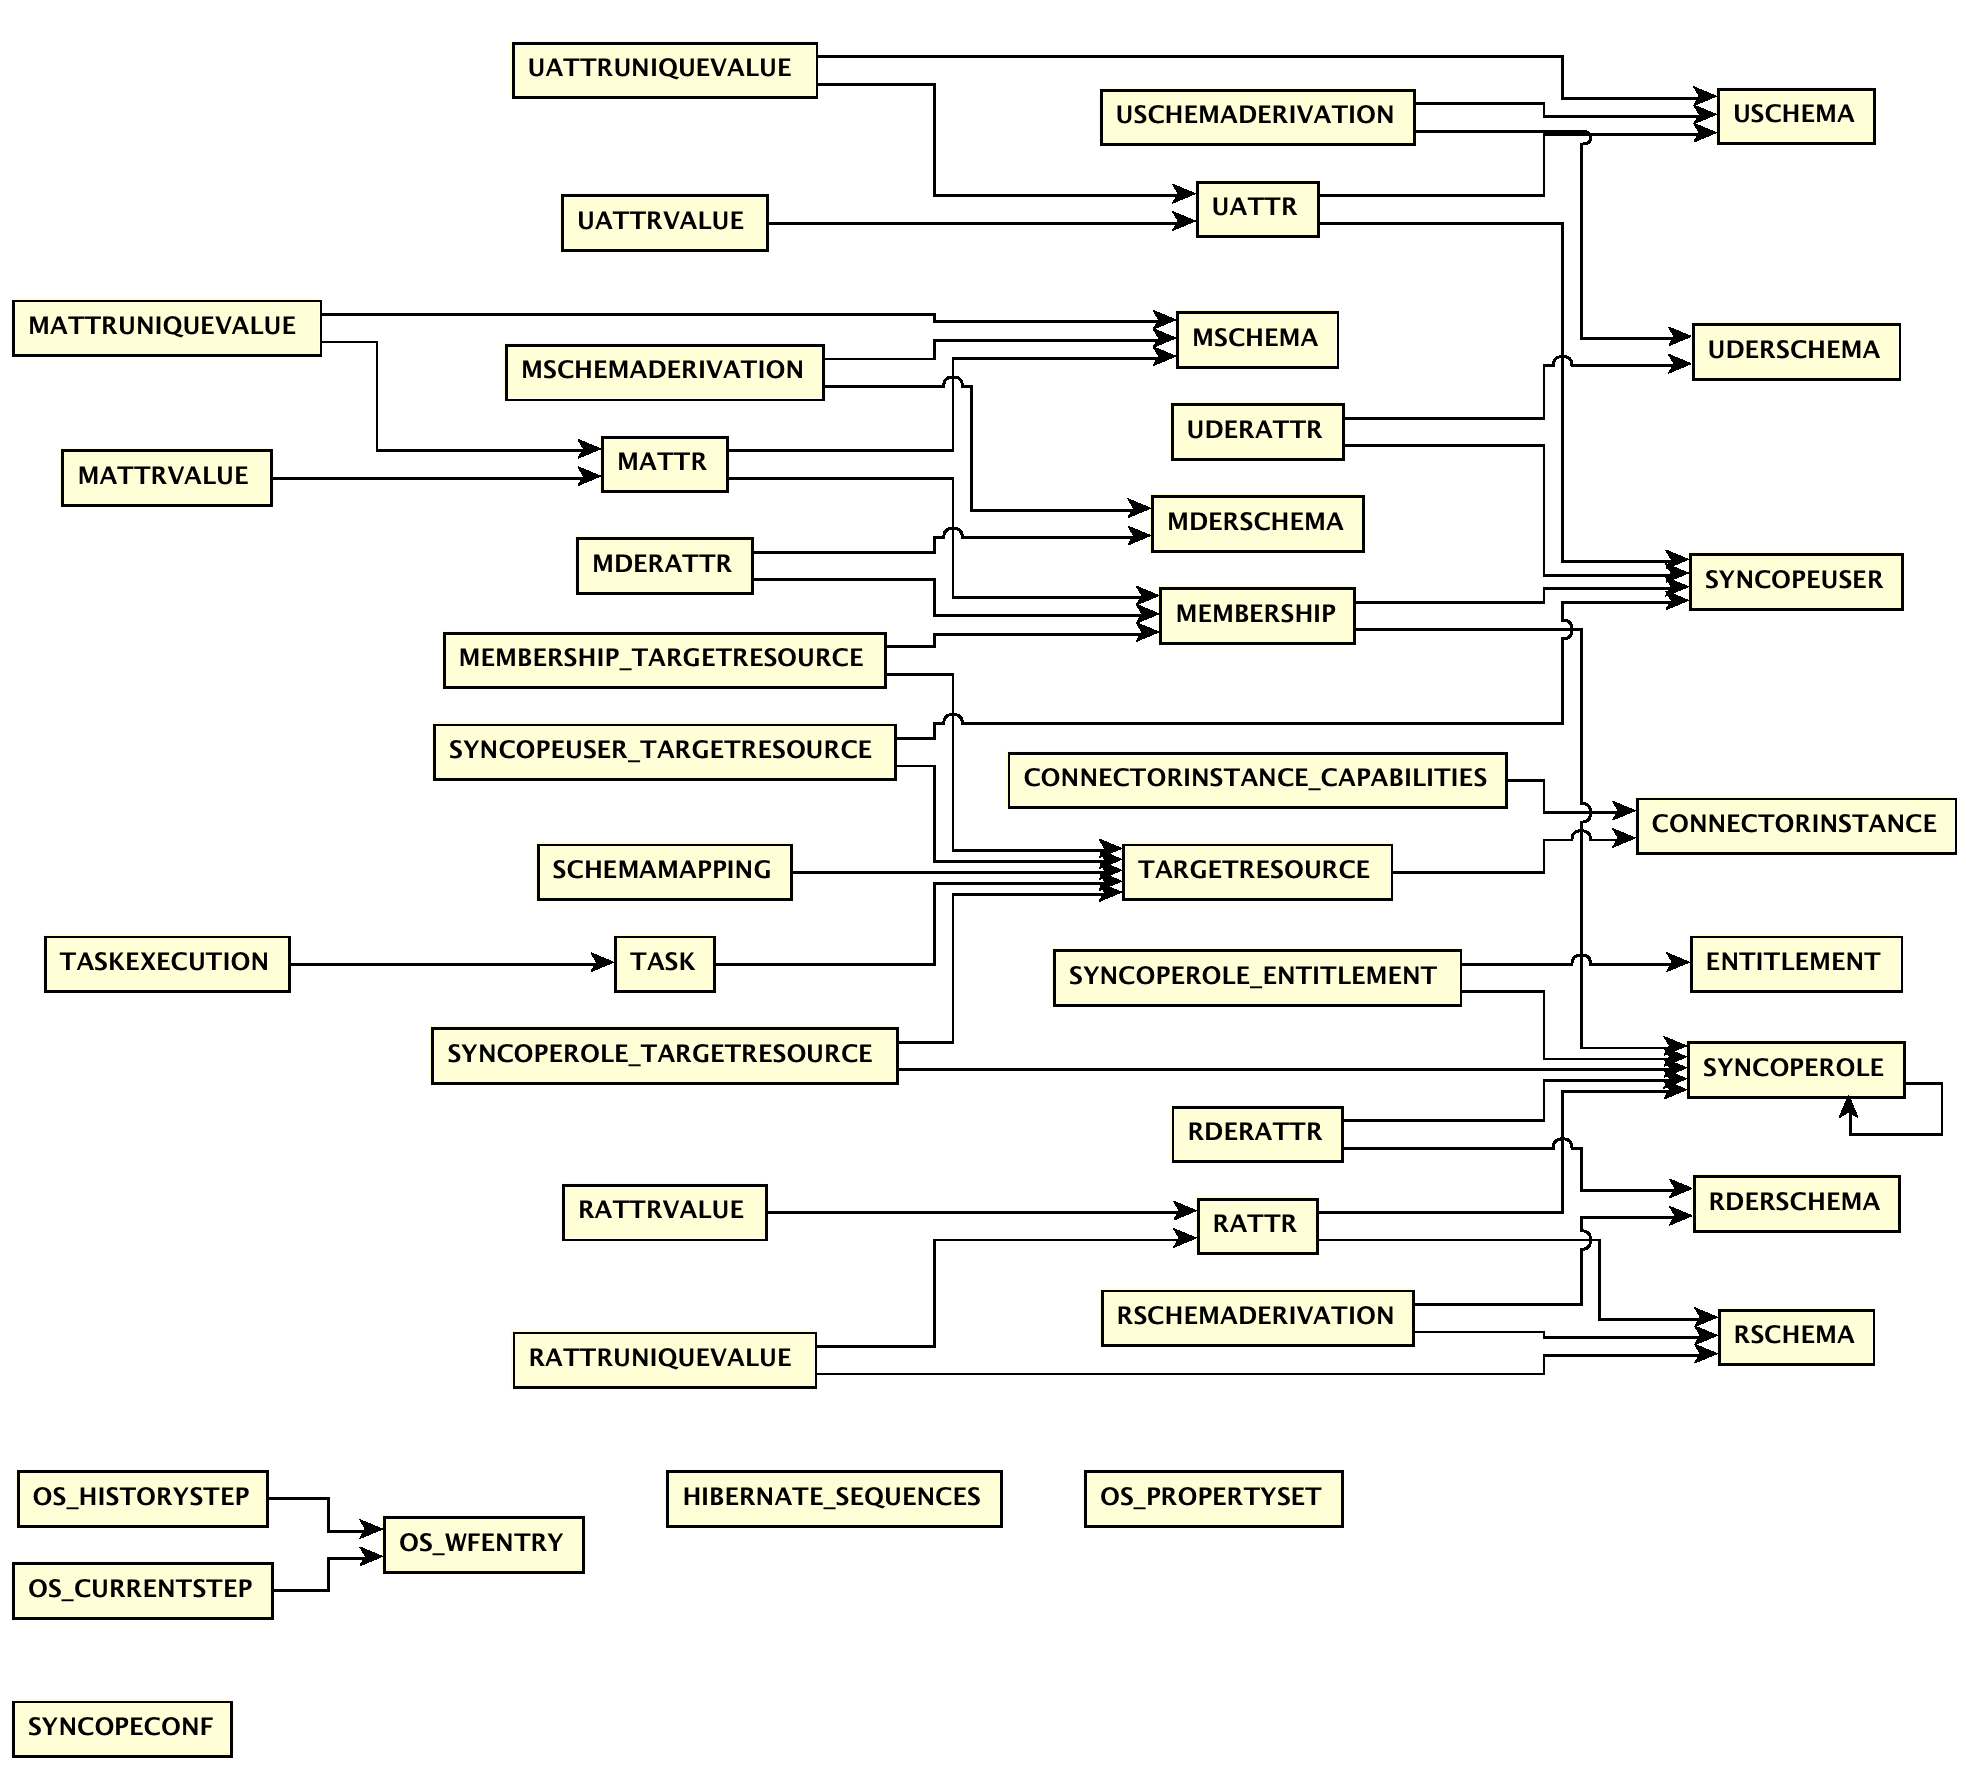 UATTRUNIQUEVALUE
USCHEMADERIVATION
USCHEMA
UATTRVALUE
UATTR
MATTRUNIQUEVALUE
MSCHEMA
MSCHEMADERIVATION
UDERSCHEMA
UDERATTR
MATTRVALUE
MATTR
MDERSCHEMA
MDERATTR
SYNCOPEUSER
MEMBERSHIP
MEMBERSHIP_TARGETRESOURCE
SYNCOPEUSER_TARGETRESOURCE
CONNECTORINSTANCE_CAPABILITIES
CONNECTORINSTANCE
SCHEMAMAPPING
TARGETRESOURCE
TASKEXECUTION
TASK
SYNCOPEROLE_ENTITLEMENT
ENTITLEMENT
SYNCOPEROLE_TARGETRESOURCE
SYNCOPEROLE
RDERATTR
RATTRVALUE
RATTR
RDERSCHEMA
RSCHEMADERIVATION
RSCHEMA
RATTRUNIQUEVALUE
OS_HISTORYSTEP
HIBERNATE_SEQUENCES
OS_PROPERTYSET
OS_WFENTRY
OS_CURRENTSTEP
SYNCOPECONF